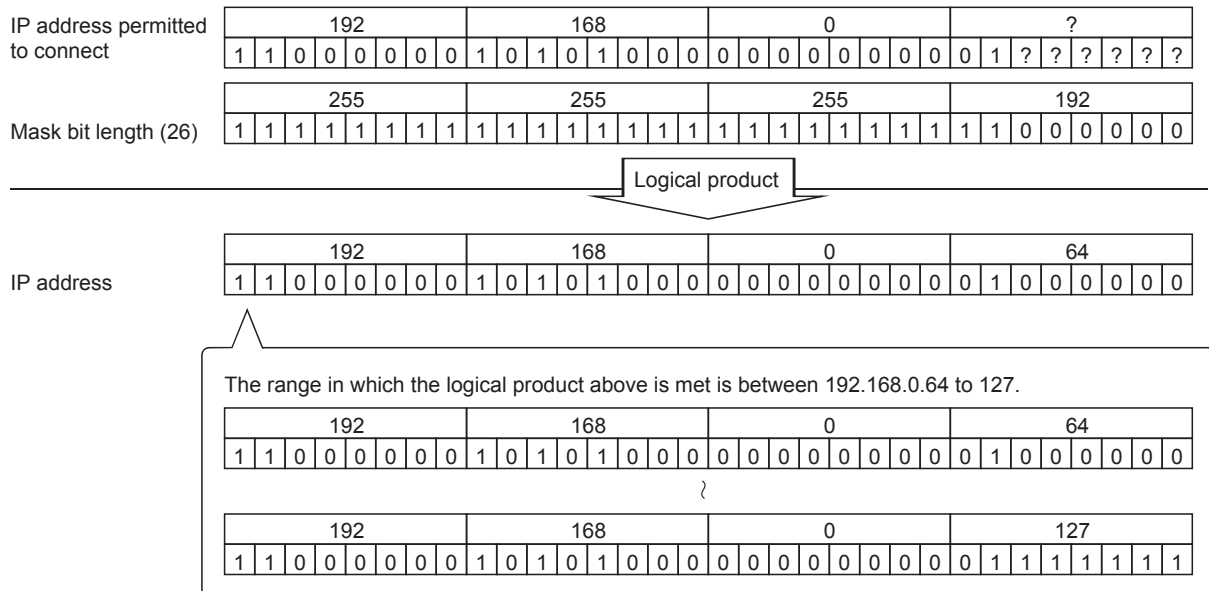 IP address permitted to connect
192 168 0 ?
1 1 0 0 0 0 0 0 1 0 1 0 1 0 0 0 0 0 0 0 0 0 0 0 0 1 ? ? ? ? ? ?
255 255 255 192
Mask bit length (26)
1 1 1 1 1 1 1 1 1 1 1 1 1 1 1 1 1 1 1 1 1 1 1 1 1 1 0 0 0 0 0 0
Logical product
192 168 0 64
IP address
1 1 0 0 0 0 0 0 1 0 1 0 1 0 0 0 0 0 0 0 0 0 0 0 0 1 0 0 0 0 0 0
The range in which the logical product above is met is between 192.168.0.64 to 127.
192 168 0 64
1 1 0 0 0 0 0 0 1 0 1 0 1 0 0 0 0 0 0 0 0 0 0 0 0 1 0 0 0 0 0 0
~
192 168 0 127
1 1 0 0 0 0 0 0 1 0 1 0 1 0 0 0 0 0 0 0 0 0 0 0 0 1 1 1 1 1 1 1